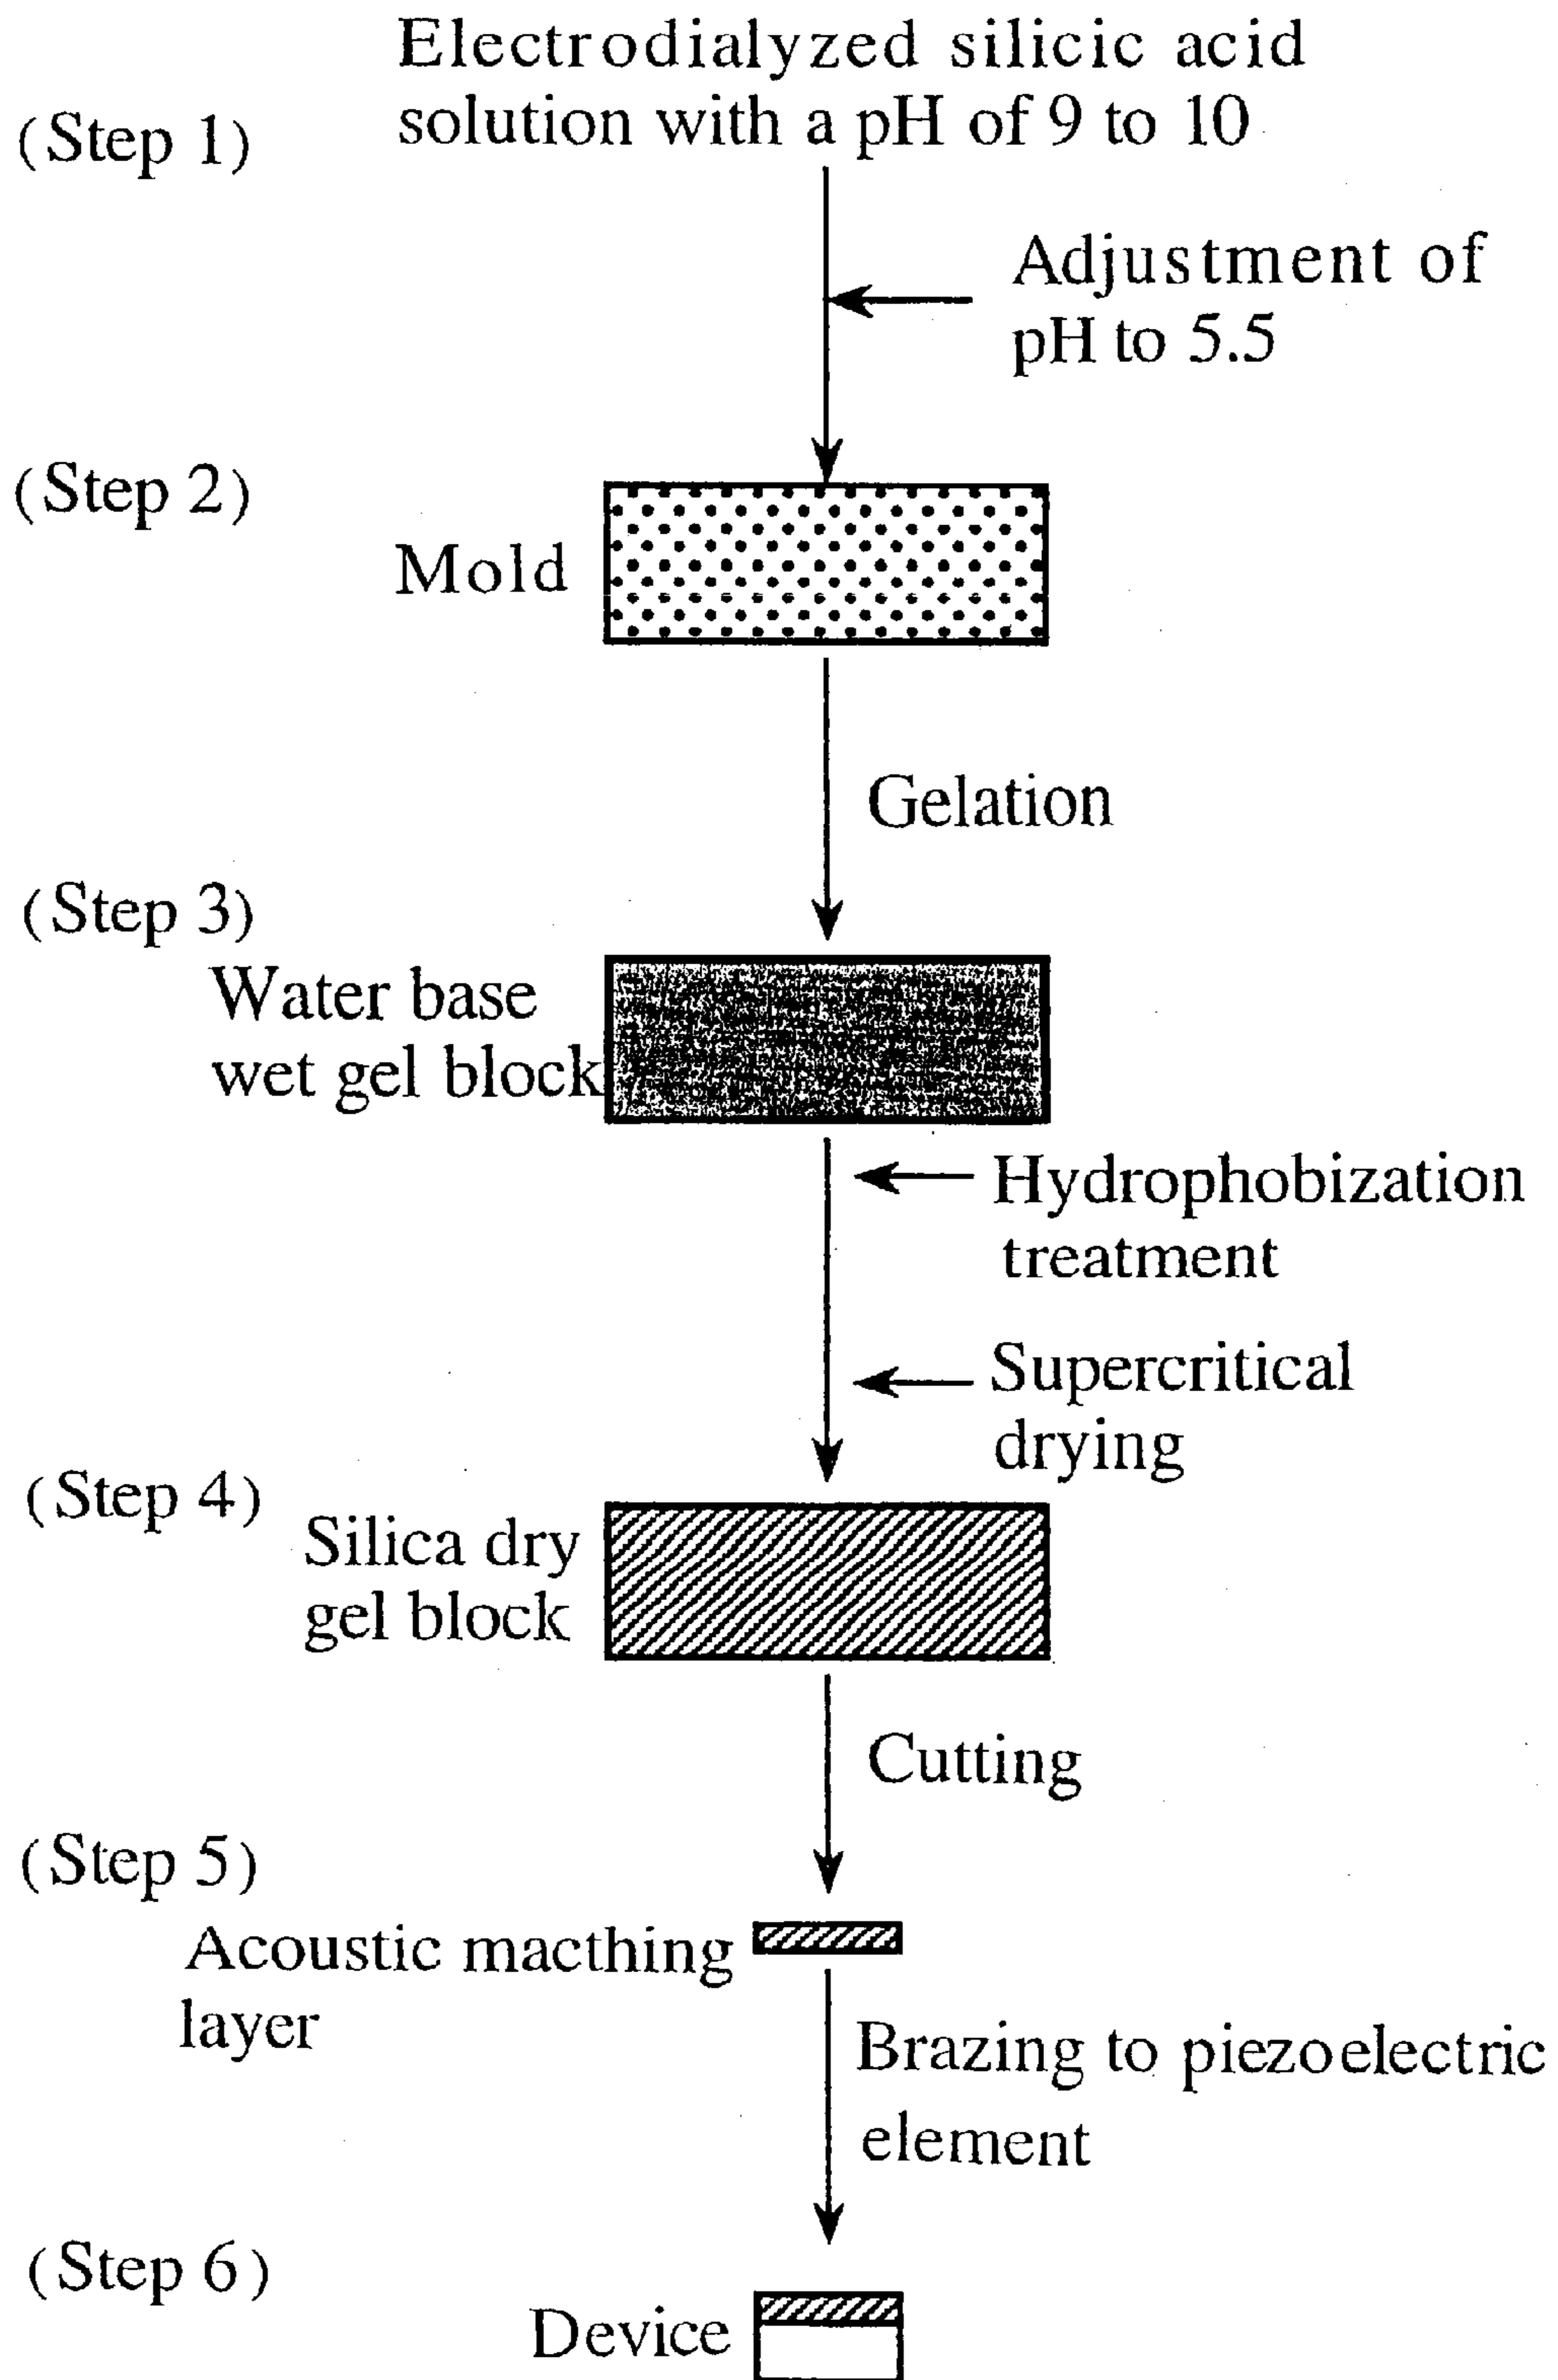 Electrodialyzed silicic acid
solution with a pH of 9 to 10
(Step 1)
Adjustment of
pH to 5.5
(Step 2)
Mold
Gelation
(Step 3)
Water base
wet gel block
Hydrophobization
treatment
Supercritical
drying
(Step 4)
Silica dry
gel block
Cutting
(Step 5)
Acoustic macthing
layer
Brazing to piezoelectric
element
(Step 6)
Device